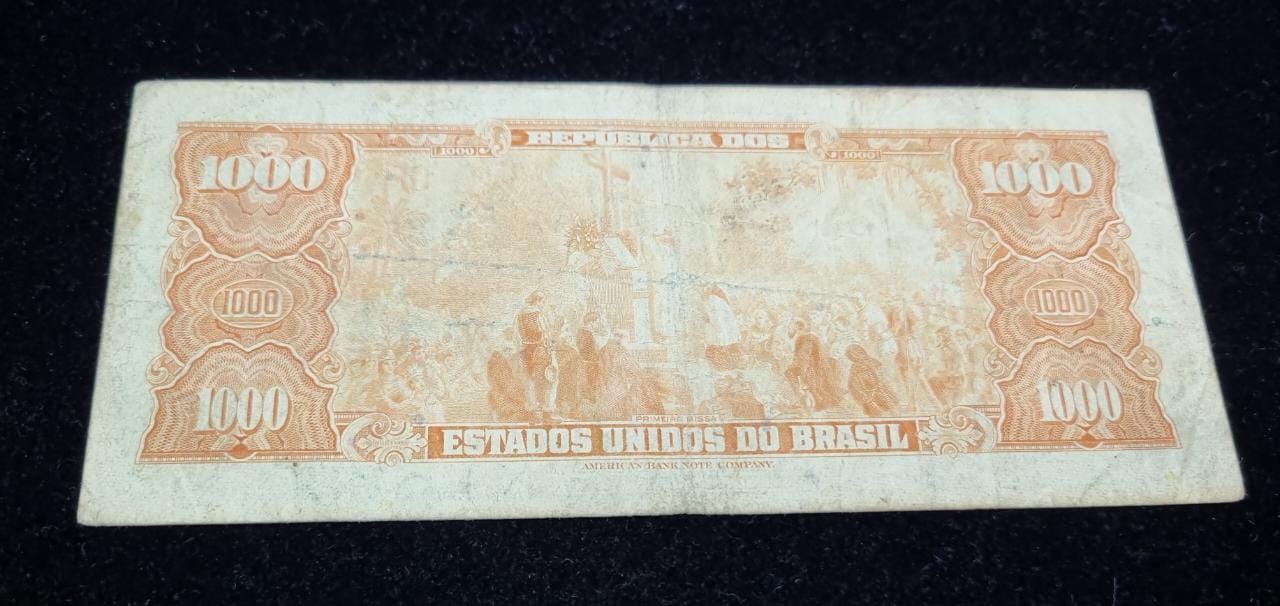 REPÚBLICA DOS
1000 1000
1000 1000
1000 1000
1000 1000
PRIMEIRA MISSA
ESTADOS UNIDOS DO BRASIL
AMERICAN BANK NOTE COMPANY.